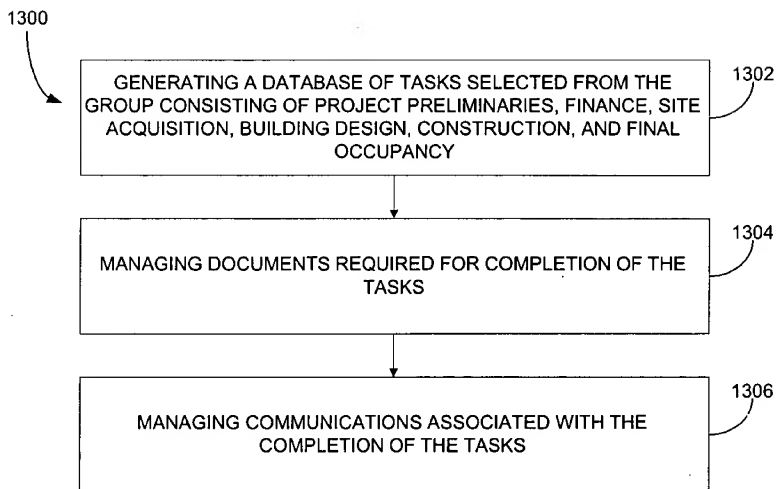 1300
1302
GENERATING A DATABASE OF TASKS SELECTED FROM THE
GROUP CONSISTING OF PROJECT PRELIMINARIES, FINANCE, SITE
ACQUISITION, BUILDING DESIGN, CONSTRUCTION, AND FINAL
OCCUPANCY
1304
MANAGING DOCUMENTS REQUIRED FOR COMPLETION OF THE
TASKS
1306
MANAGING COMMUNICATIONS ASSOCIATED WITH THE
COMPLETION OF THE TASKS